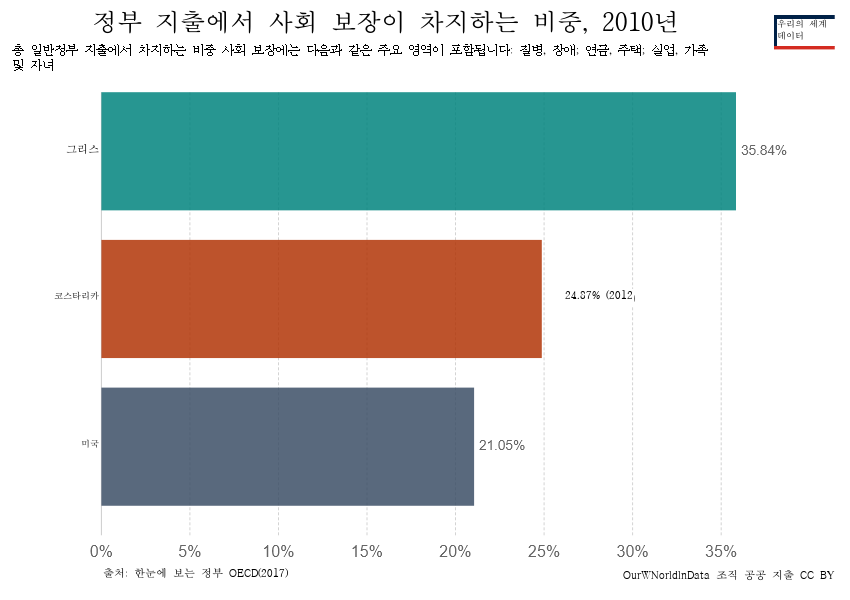 정부 지출에서 사회 보장이 차지하는 비중, 2010년
우리의 세계
데이터
총 일반정부 지출에서 차지하는 비중 사회 보장에는 다음과 같은 주요 영역이 포함됩니다: 질병, 장애; 연금, 주택; 실업, 가족
및 자녀
그리스
35.84%
코스타리카
24.87% (2012)
미국
21.05%
0% 5% 10% 15% 20% 25% 30% 35%
출처: 한눈에 보는 정부 OECD(2017)
OurWNorldInData 조직 공공 지출 CC BY